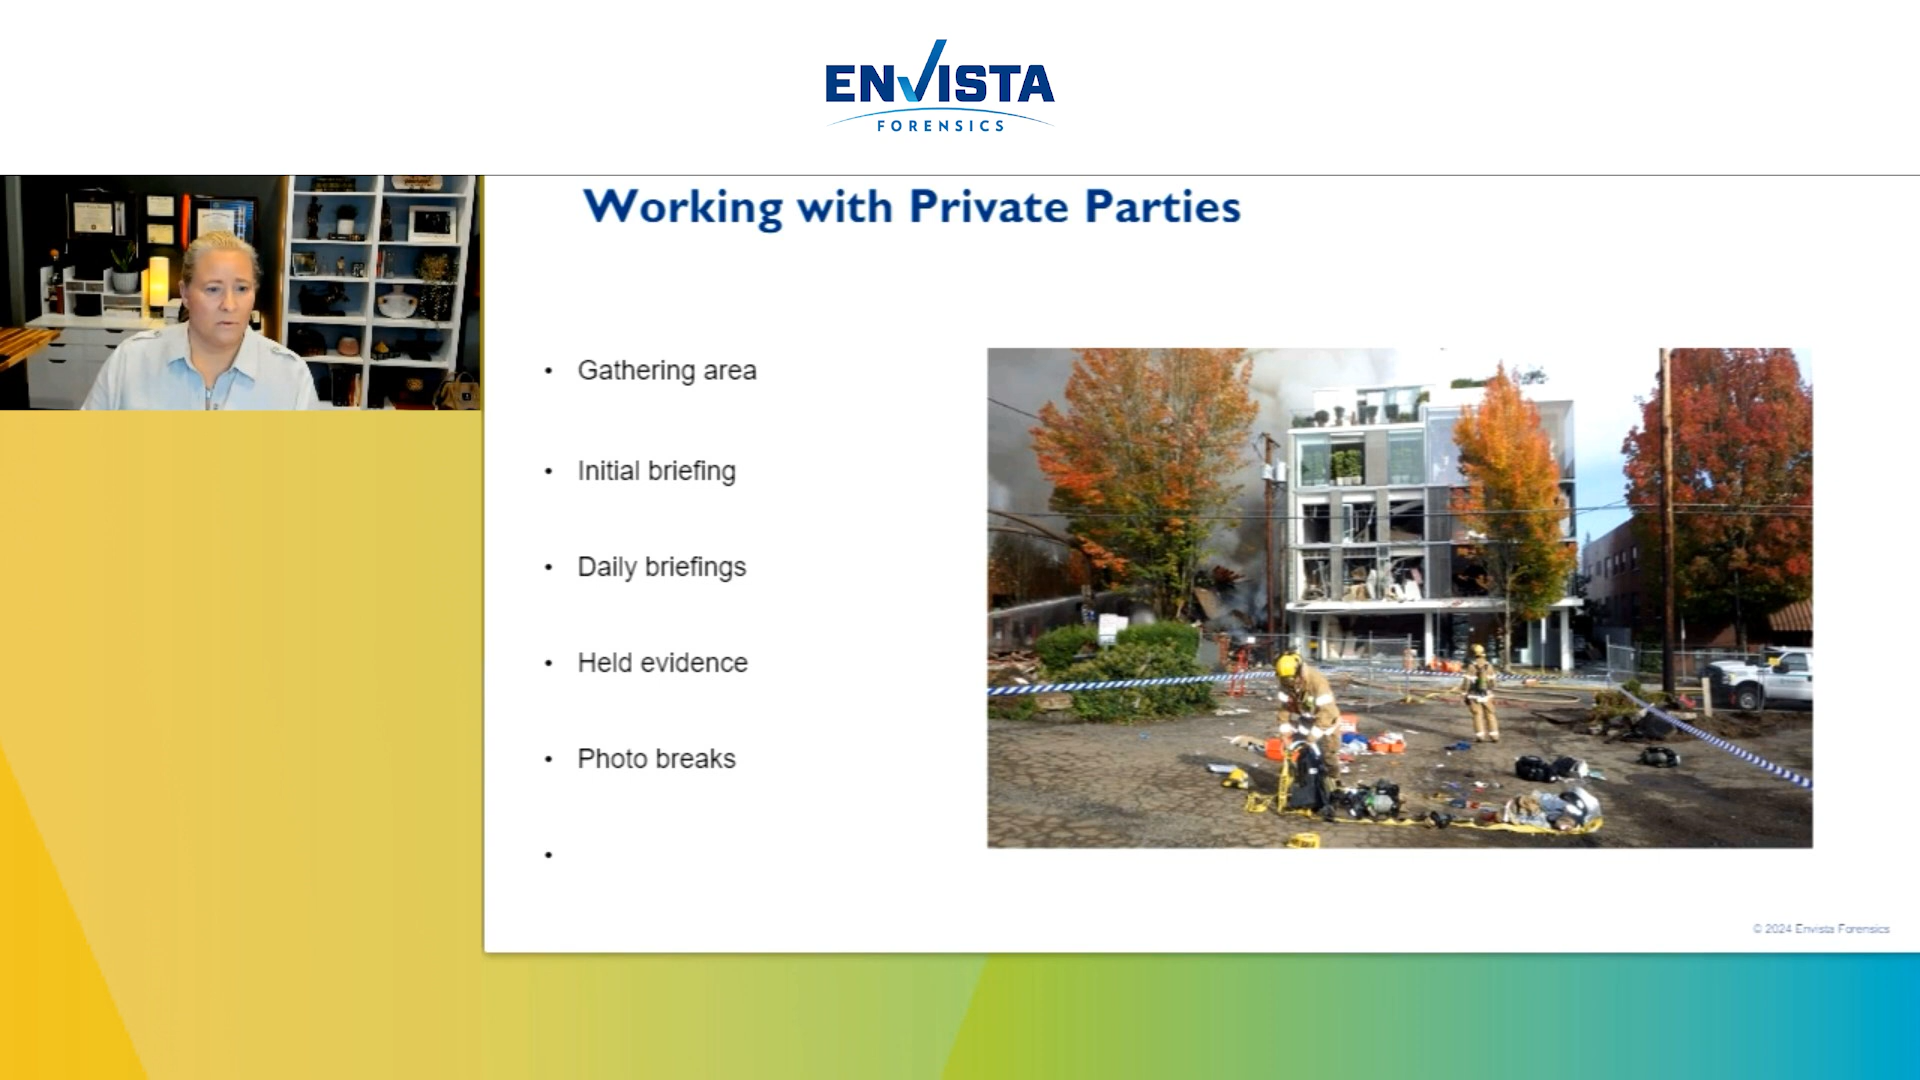 ENVISTA
FORENSICS
Working with Private Parties
• Gathering area
• Initial briefing
• Daily briefings
• Held evidence
• Photo breaks
•
© 2024 Envista Forensics